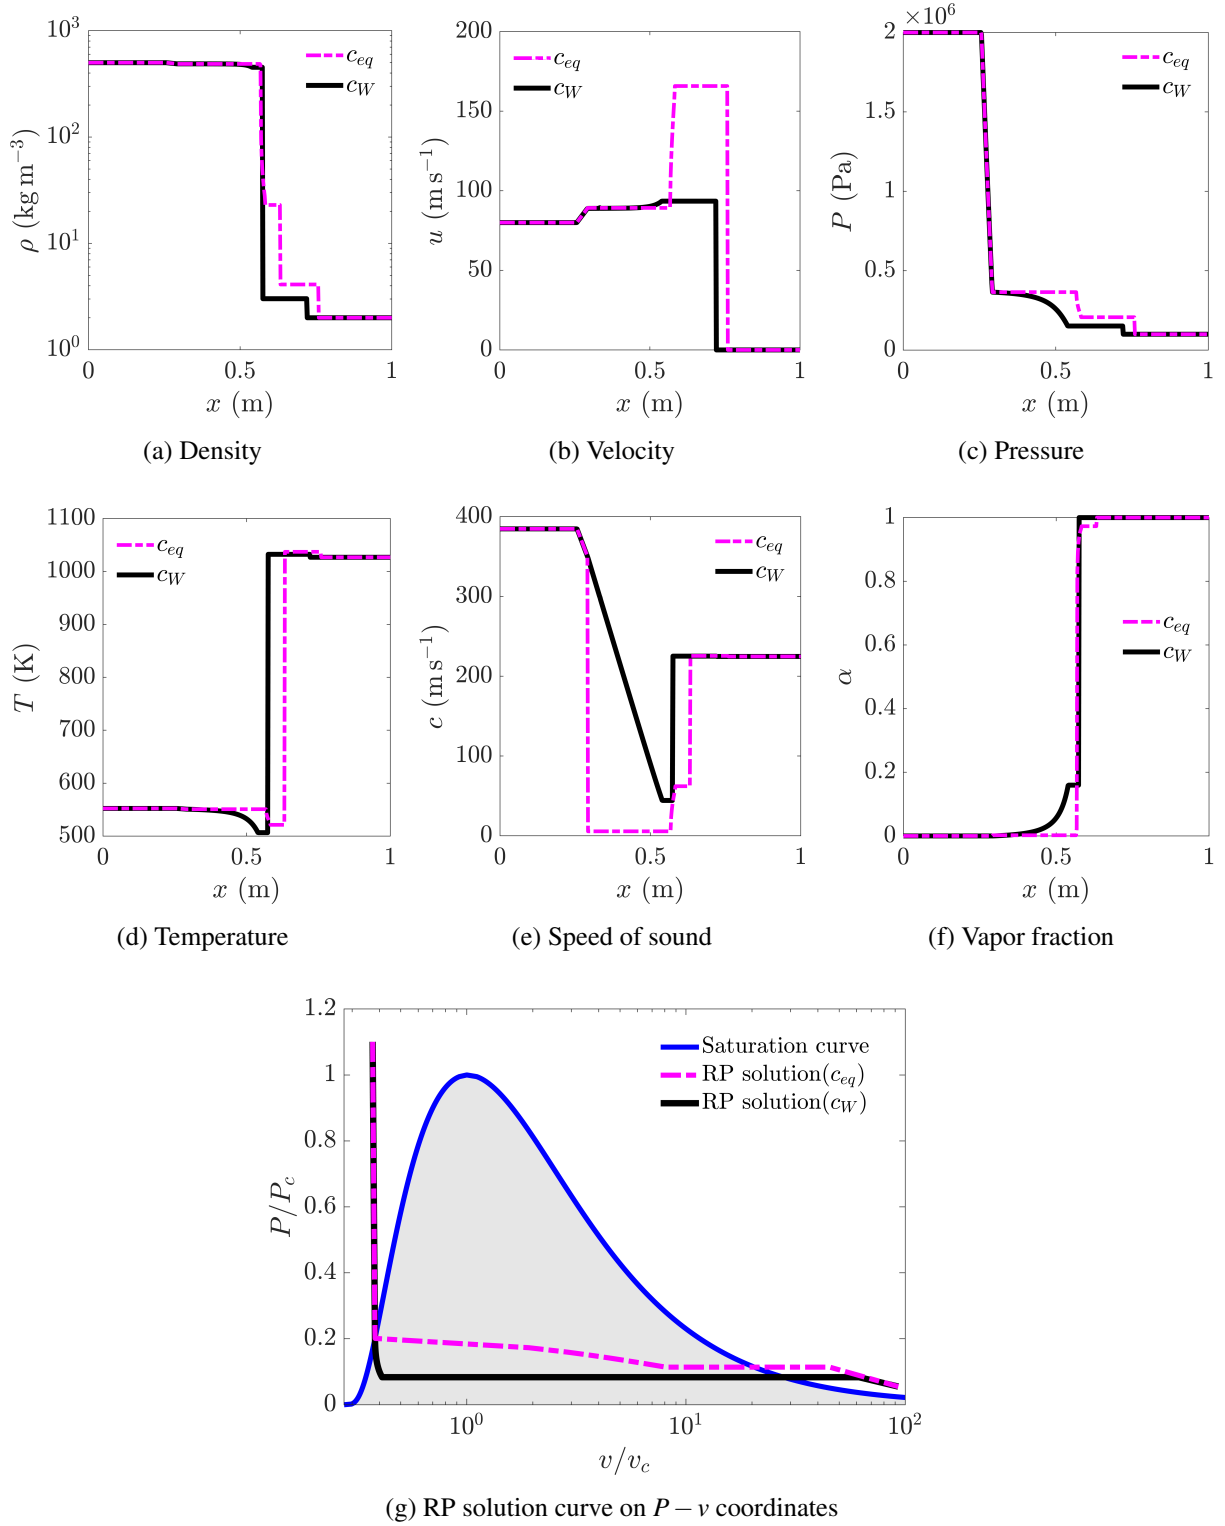 10^3
10^2
10^1
10^0
ρ (kg m^−3)
c_eq
c_W
0
0.5
1
x (m)
(a) Density
200
150
100
50
0
u (m s^−1)
c_eq
c_W
0
0.5
1
x (m)
(b) Velocity
×10^6
2
1.5
1
0.5
0
P (Pa)
c_eq
c_W
0
0.5
1
x (m)
(c) Pressure
1100
1000
900
800
700
600
500
T (K)
c_eq
c_W
0
0.5
1
x (m)
(d) Temperature
400
300
200
100
0
c (m s^−1)
c_eq
c_W
0
0.5
1
x (m)
(e) Speed of sound
1
0.8
0.6
0.4
0.2
0
α
c_eq
c_W
0
0.5
1
x (m)
(f) Vapor fraction
1.2
1
0.8
0.6
0.4
0.2
0
P/P_c
Saturation curve
RP solution(c_eq)
RP solution(c_W)
10^0
10^1
10^2
v/v_c
(g) RP solution curve on P − v coordinates